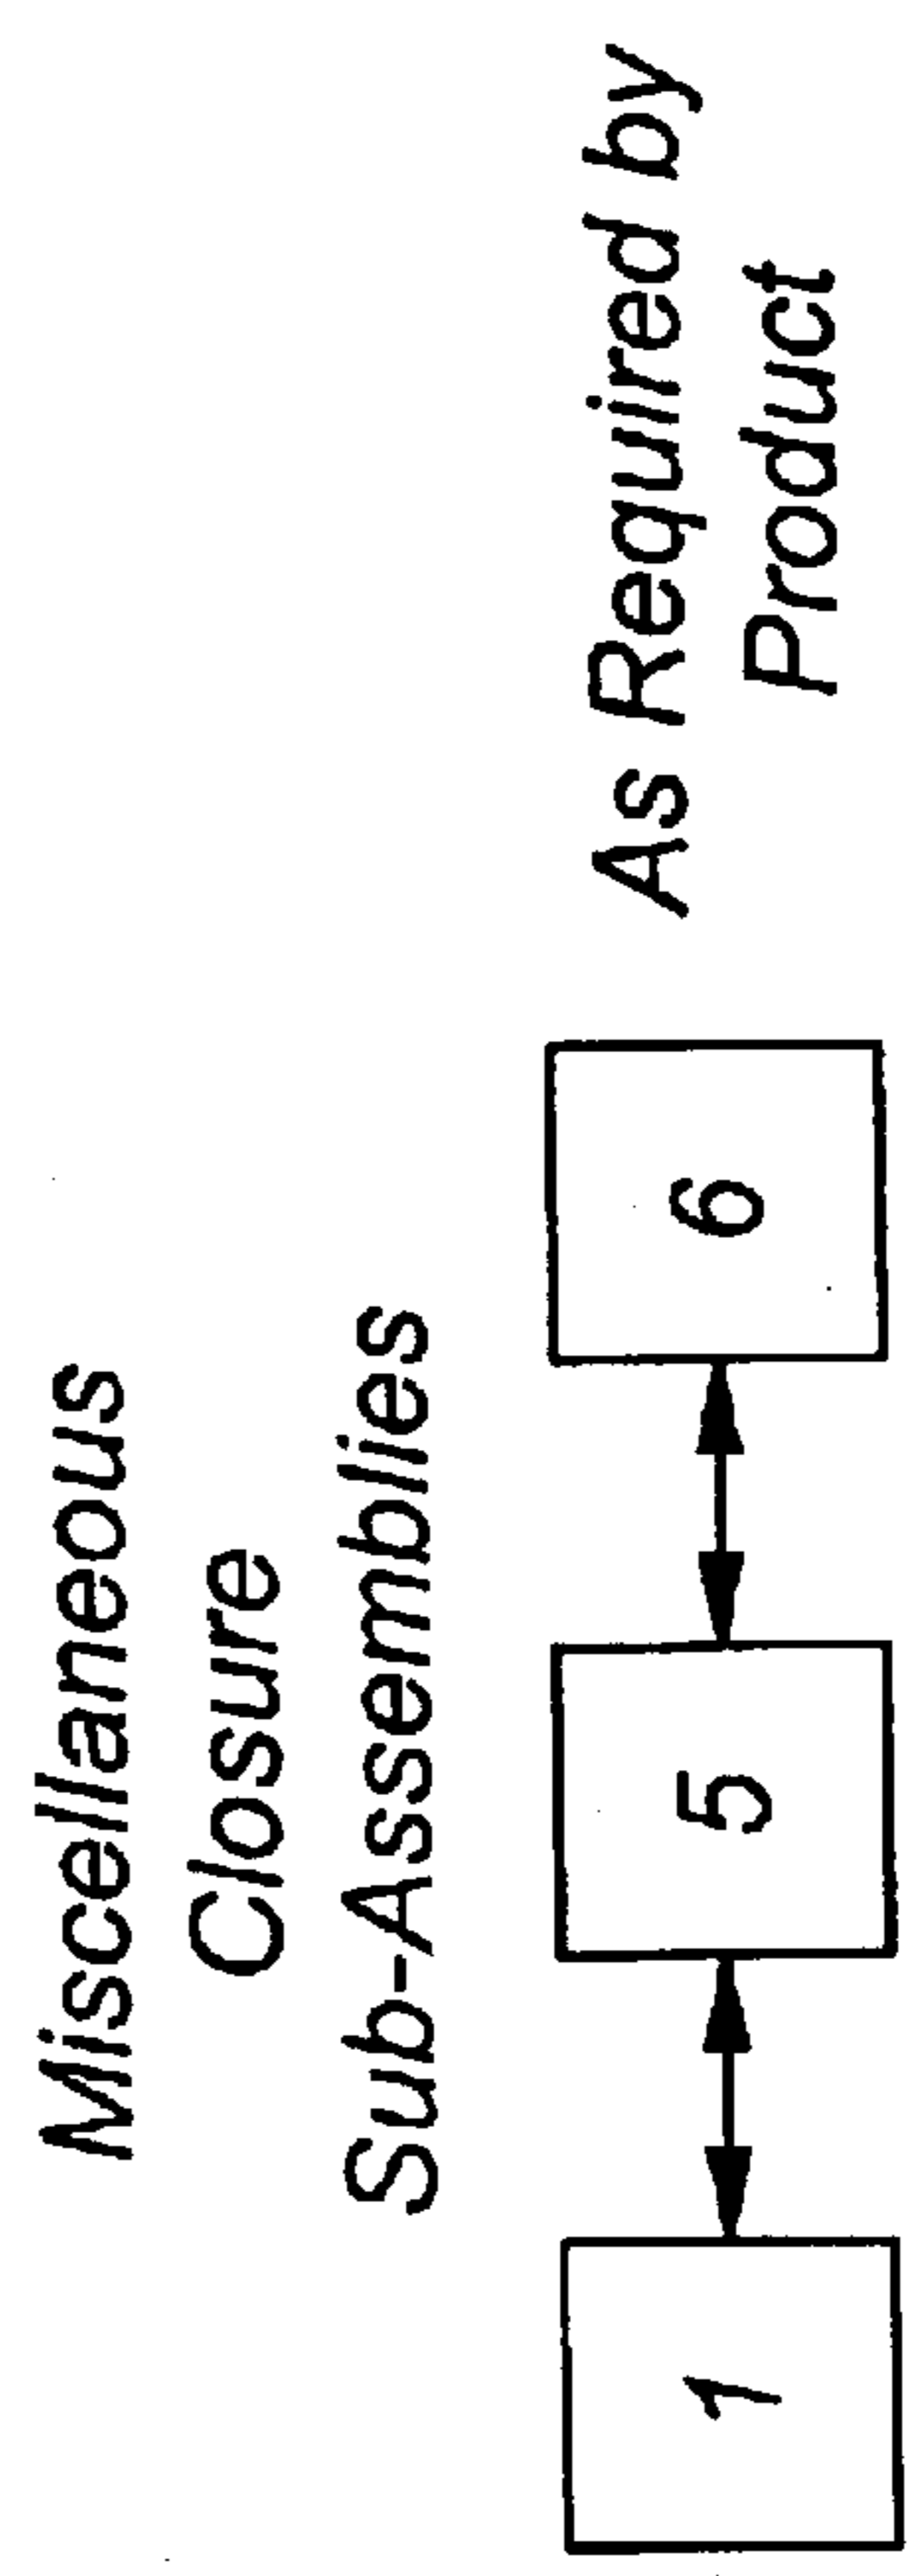 Miscellaneous
Closure
Sub-Assemblies
1 5 6 As Required by
Product